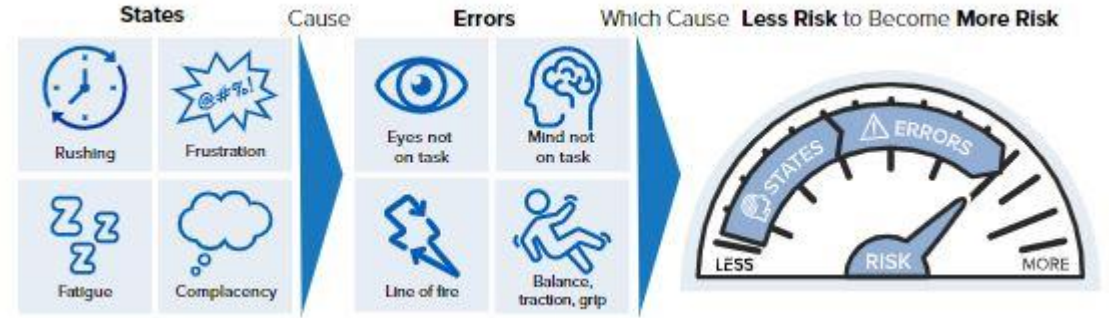 States Cause Errors Which Cause Less Risk to Become More Risk
@#%!
Rushing
Frustration
Eyes not
on task
Mind not
on task
Z Z
Z
Fatigue
Complacency
Line of fire
Balance,
traction, grip
STATES
ERRORS
LESS
RISK
MORE